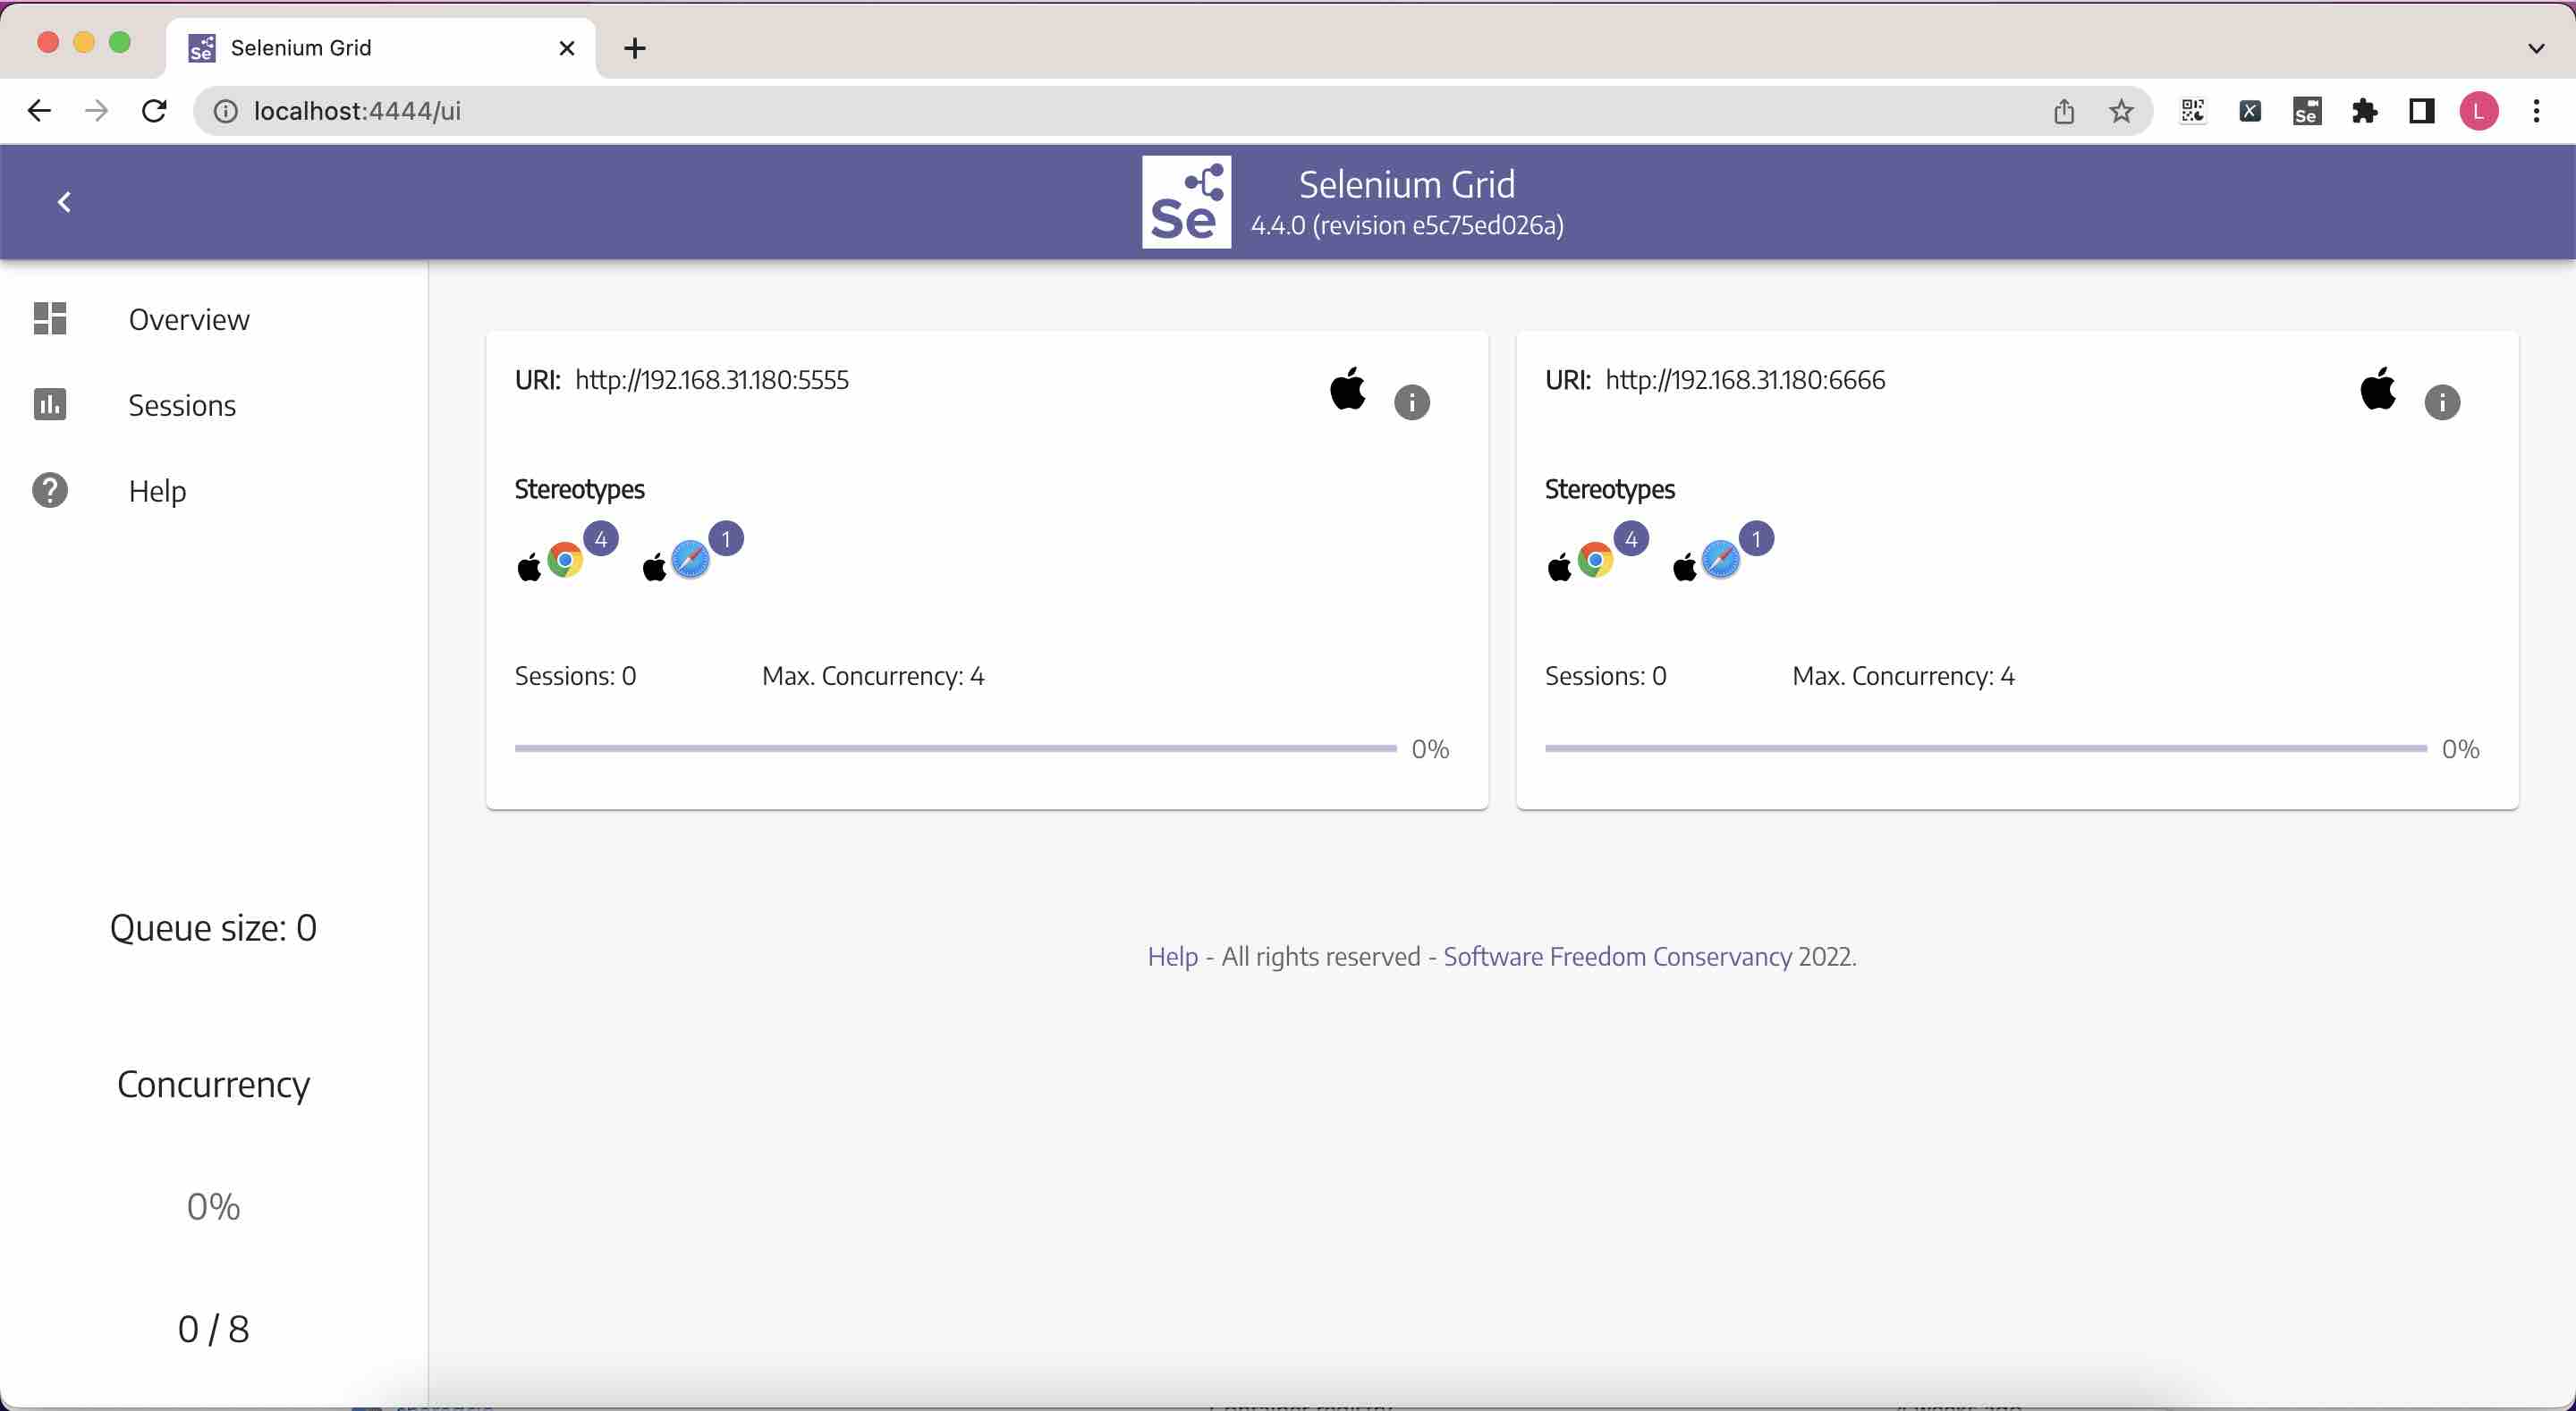 Selenium Grid
localhost:4444/ui
L
Se
Selenium Grid
4.4.0 (revision e5c75ed026a)
Overview
Sessions
Help
Queue size: 0
Concurrency
0%
0 / 8
URI: http://192.168.31.180:5555
Stereotypes
4
1
Sessions: 0 Max. Concurrency: 4
0%
URI: http://192.168.31.180:6666
Stereotypes
4
1
Sessions: 0 Max. Concurrency: 4
0%
Help - All rights reserved - Software Freedom Conservancy 2022.